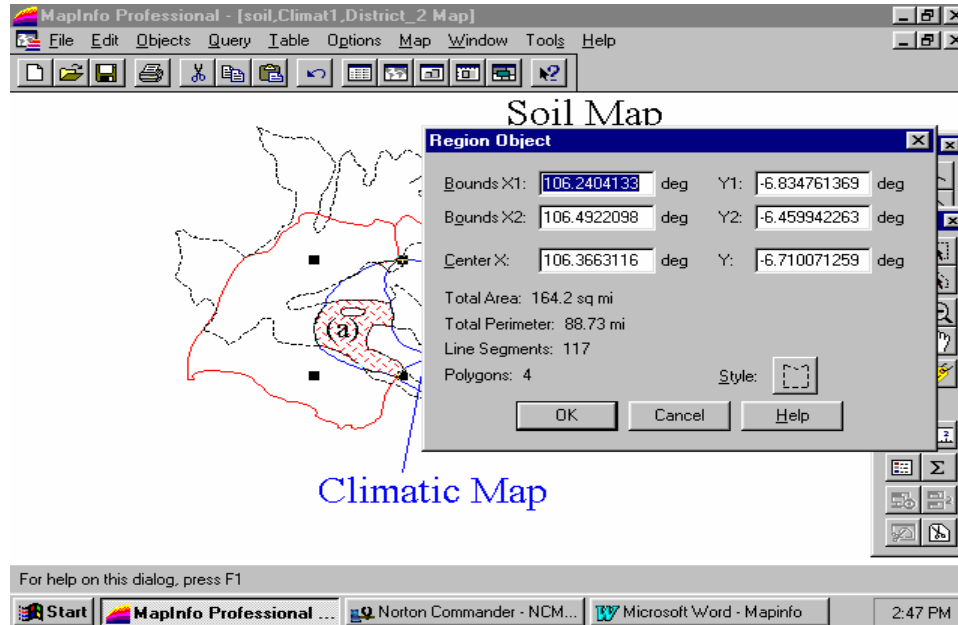 MapInfo Professional - [soil,Climat1,District_2 Map]
File Edit Objects Query Table Options Map Window Tools Help
Soil Map
Region Object
Bounds X1: 106.2404133 deg Y1: -6.834761369 deg
Bounds X2: 106.4922098 deg Y2: -6.459942263 deg
Center X: 106.3663116 deg Y: -6.710071259 deg
Total Area: 164.2 sq mi
(a)
Total Perimeter: 88.73 mi
Line Segments: 117
Polygons: 4 Style:
OK Cancel Help
Climatic Map
For help on this dialog, press F1
Start MapInfo Professional ... Norton Commander - NCM... Microsoft Word - Mapinfo 2:47 PM